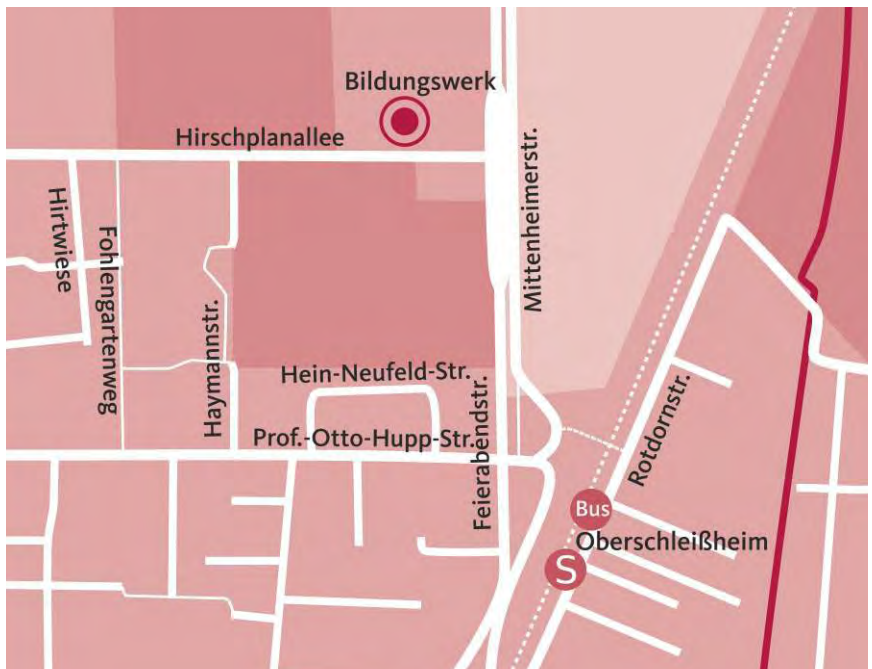 Bildungswerk
Hirschplanallee
Mittenheimerstr.
Hirtwiese
Fohlengartenweg
Haymannstr.
Hein-Neufeld-Str.
Feierabendstr.
Prof.-Otto-Hupp-Str.
Rotdornstr.
Bus
Oberschleißheim
S